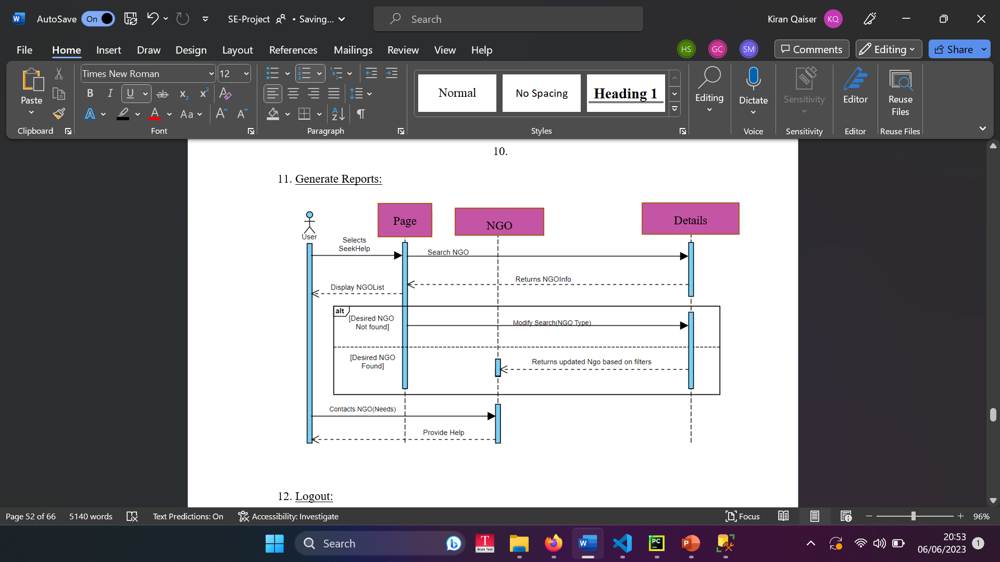 AutoSave On SE-Project • Saving... Search Kiran Qaiser KQ
File Home Insert Draw Design Layout References Mailings Review View Help HS GC SM Comments Editing Share
Paste
Clipboard
Times New Roman 12
B I U ab x2 x2 A
A A Aa A A
Font
A Z
Paragraph
Normal No Spacing Heading 1
Styles
Editing
Dictate
Voice
Sensitivity
Sensitivity
Editor
Editor
Reuse
Files
Reuse Files
10.
11. Generate Reports:
Page
NGO
Details
User
Selects
SeekHelp
Search NGO
Returns NGOInfo
Display NGOList
alt
[Desired NGO
Not found]
Modify Search(NGO Type)
[Desired NGO
Found]
Returns updated Ngo based on filters
Contacts NGO(Needs)
Provide Help
12. Logout:
Page 52 of 66 5140 words Text Predictions: On Accessibility: Investigate Focus 96%
Search
T
Scan Text
W
PC
P
20:53
06/06/2023
1